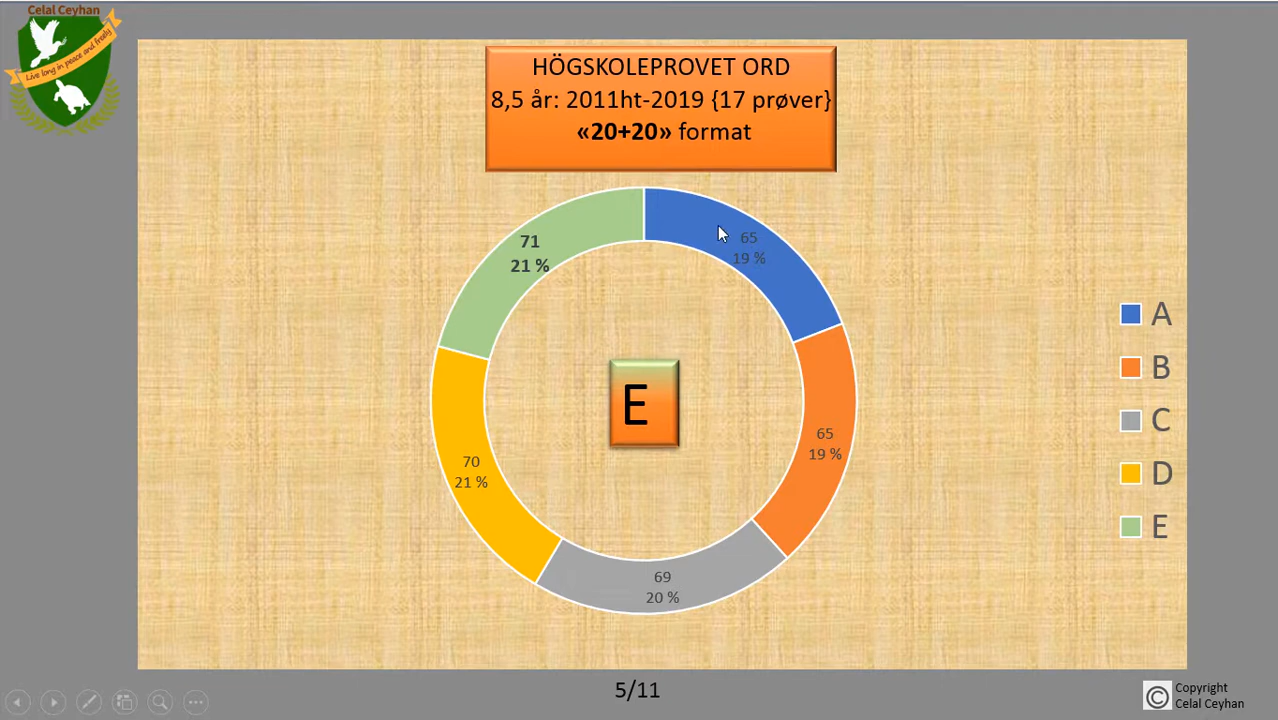 Celal Ceyhan
Live long in peace and freely
HÖGSKOLEPROVET ORD
8,5 år: 2011ht-2019 {17 prøver}
«20+20» format
71
21 %
65
19 %
A
B
E
65
19 %
C
70
21 %
D
E
69
20 %
5/11
©
Copyright
Celal Ceyhan